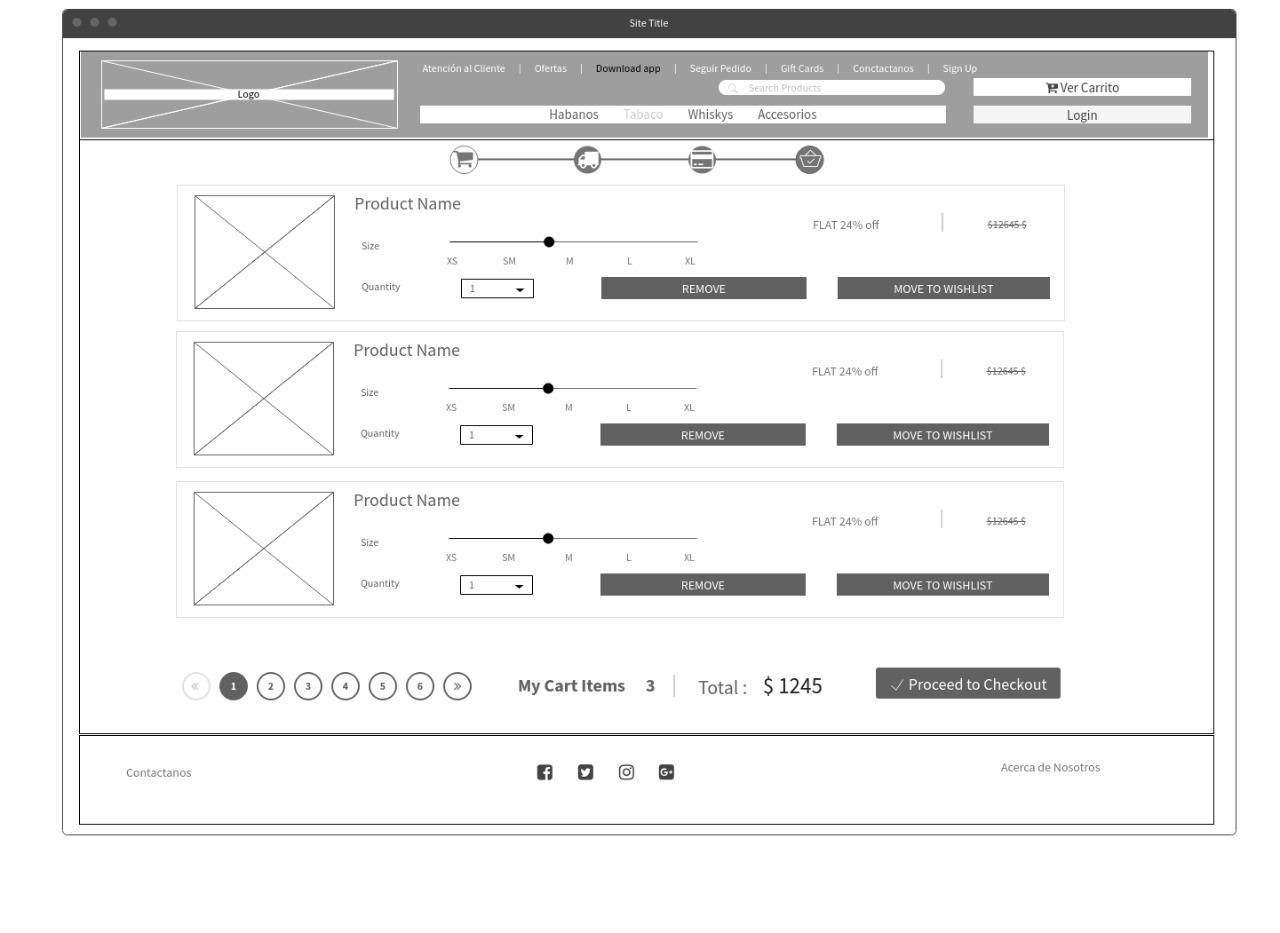 Site Title
Atención al Cliente | Ofertas | Download app | Seguir Pedido | Gift Cards | Conctactanos | Sign Up
Logo
Search Products
Ver Carrito
Habanos Tabaco Whiskys Accesorios
Login
Product Name
FLAT 24% off
$12645 $
Size
XS SM M L XL
Quantity 1 REMOVE MOVE TO WISHLIST
Product Name
FLAT 24% off
$12645 $
Size
XS SM M L XL
Quantity 1 REMOVE MOVE TO WISHLIST
Product Name
FLAT 24% off
$12645 $
Size
XS SM M L XL
Quantity 1 REMOVE MOVE TO WISHLIST
« 1 2 3 4 5 6 » My Cart Items 3 Total : $ 1245 Proceed to Checkout
Contactanos
Acerca de Nosotros